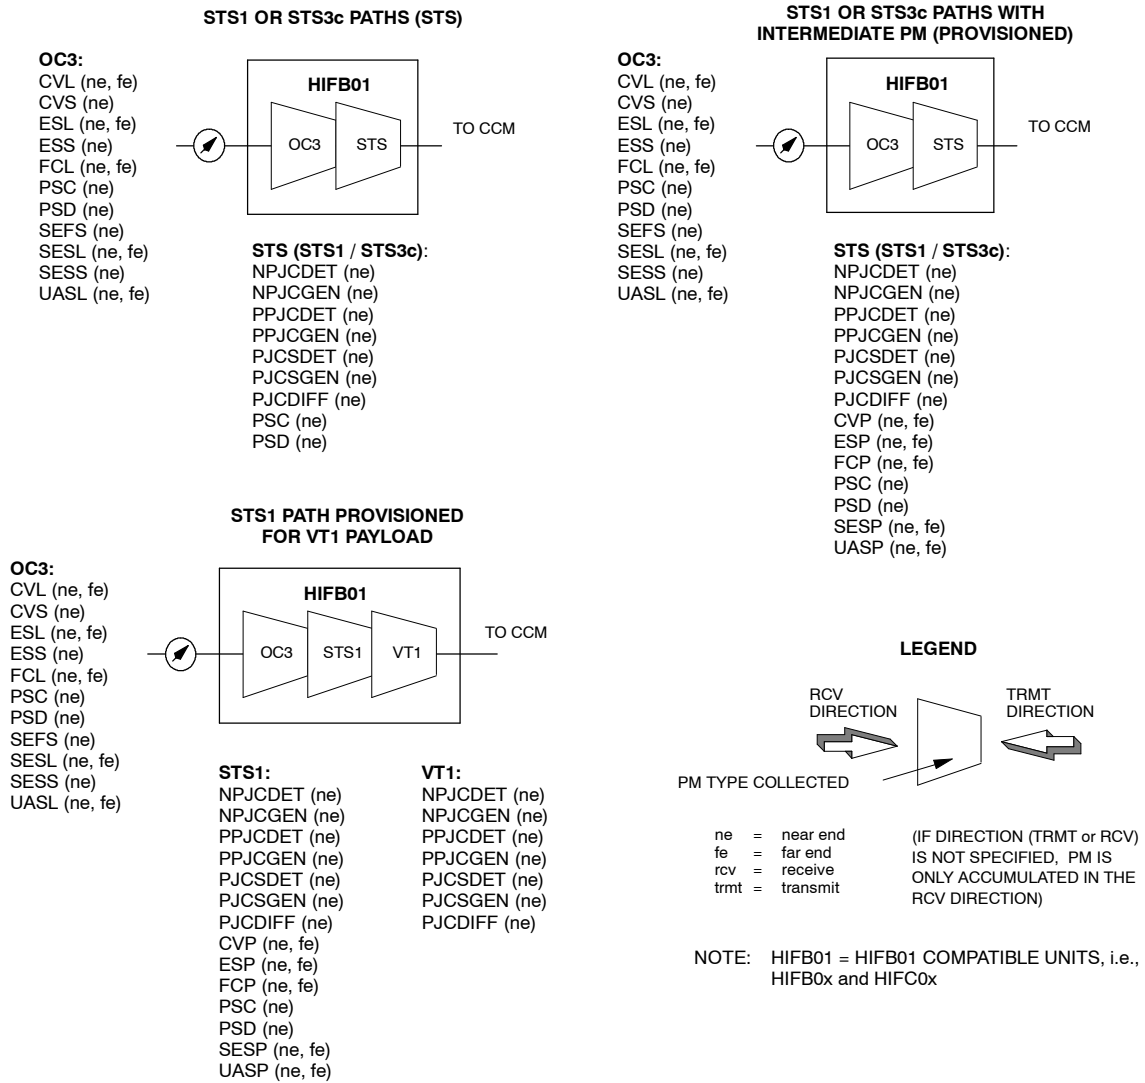 STS1 OR STS3c PATHS (STS)
OC3:
CVL (ne, fe)
CVS (ne)
ESL (ne, fe)
ESS (ne)
FCL (ne, fe)
PSC (ne)
PSD (ne)
SEFS (ne)
SESL (ne, fe)
SESS (ne)
UASL (ne, fe)
HIFB01
OC3
STS
TO CCM
STS (STS1 / STS3c):
NPJCDET (ne)
NPJCGEN (ne)
PPJCDET (ne)
PPJCGEN (ne)
PJCSDET (ne)
PJCSGEN (ne)
PJCDIFF (ne)
PSC (ne)
PSD (ne)
STS1 OR STS3c PATHS WITH
INTERMEDIATE PM (PROVISIONED)
OC3:
CVL (ne, fe)
CVS (ne)
ESL (ne, fe)
ESS (ne)
FCL (ne, fe)
PSC (ne)
PSD (ne)
SEFS (ne)
SESL (ne, fe)
SESS (ne)
UASL (ne, fe)
HIFB01
OC3
STS
TO CCM
STS (STS1 / STS3c):
NPJCDET (ne)
NPJCGEN (ne)
PPJCDET (ne)
PPJCGEN (ne)
PJCSDET (ne)
PJCSGEN (ne)
PJCDIFF (ne)
CVP (ne, fe)
ESP (ne, fe)
FCP (ne, fe)
PSC (ne)
PSD (ne)
SESP (ne, fe)
UASP (ne, fe)
STS1 PATH PROVISIONED
FOR VT1 PAYLOAD
OC3:
CVL (ne, fe)
CVS (ne)
ESL (ne, fe)
ESS (ne)
FCL (ne, fe)
PSC (ne)
PSD (ne)
SEFS (ne)
SESL (ne, fe)
SESS (ne)
UASL (ne, fe)
HIFB01
OC3
STS1
VT1
TO CCM
STS1:
NPJCDET (ne)
NPJCGEN (ne)
PPJCDET (ne)
PPJCGEN (ne)
PJCSDET (ne)
PJCSGEN (ne)
PJCDIFF (ne)
CVP (ne, fe)
ESP (ne, fe)
FCP (ne, fe)
PSC (ne)
PSD (ne)
SESP (ne, fe)
UASP (ne, fe)
VT1:
NPJCDET (ne)
NPJCGEN (ne)
PPJCDET (ne)
PPJCGEN (ne)
PJCSDET (ne)
PJCSGEN (ne)
PJCDIFF (ne)
LEGEND
RCV
DIRECTION
TRMT
DIRECTION
PM TYPE COLLECTED
ne = near end
fe = far end
rcv = receive
trmt = transmit
(IF DIRECTION (TRMT or RCV)
IS NOT SPECIFIED, PM IS
ONLY ACCUMULATED IN THE
RCV DIRECTION)
NOTE: HIFB01 = HIFB01 COMPATIBLE UNITS, i.e.,
HIFB0x and HIFC0x